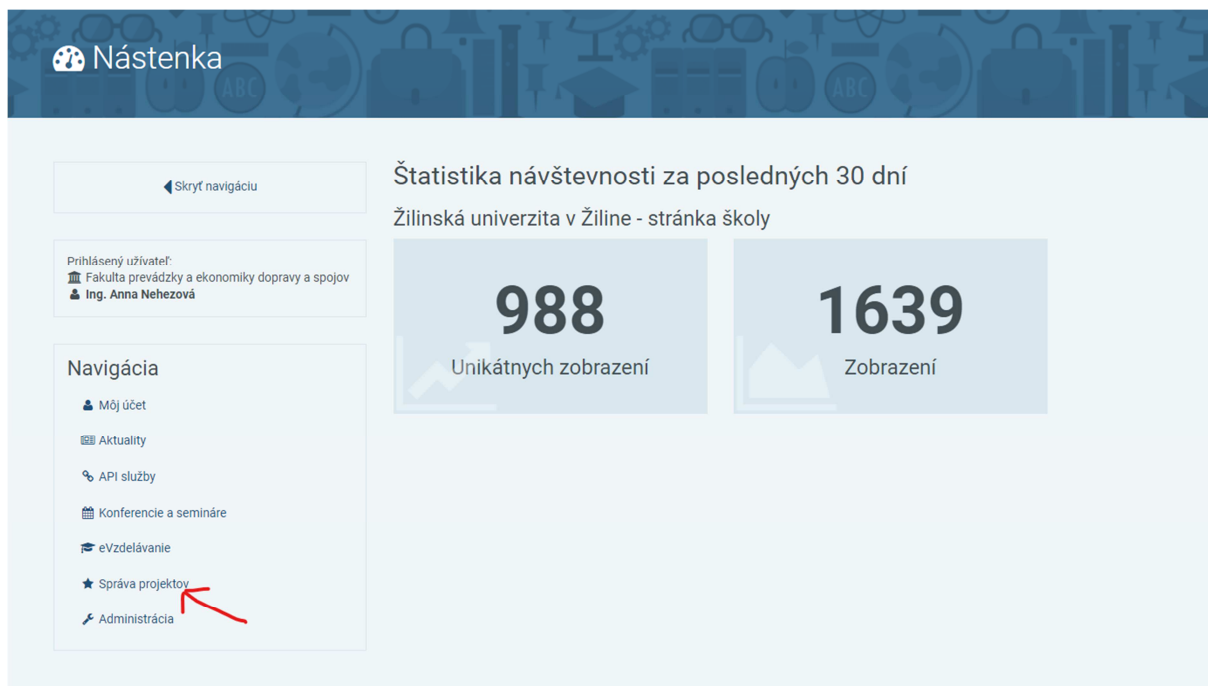 Nástenka
Skryť navigáciu
Prihlásený užívateľ:
Fakulta prevádzky a ekonomiky dopravy a spojov
Ing. Anna Nehezová
Navigácia
Môj účet
Aktuality
API služby
Konferencie a semináre
eVzdelávanie
Správa projektov
Administrácia
Štatistika návštevnosti za posledných 30 dní
Žilinská univerzita v Žiline - stránka školy
988
Unikátnych zobrazení
1639
Zobrazení
ABC
ABC